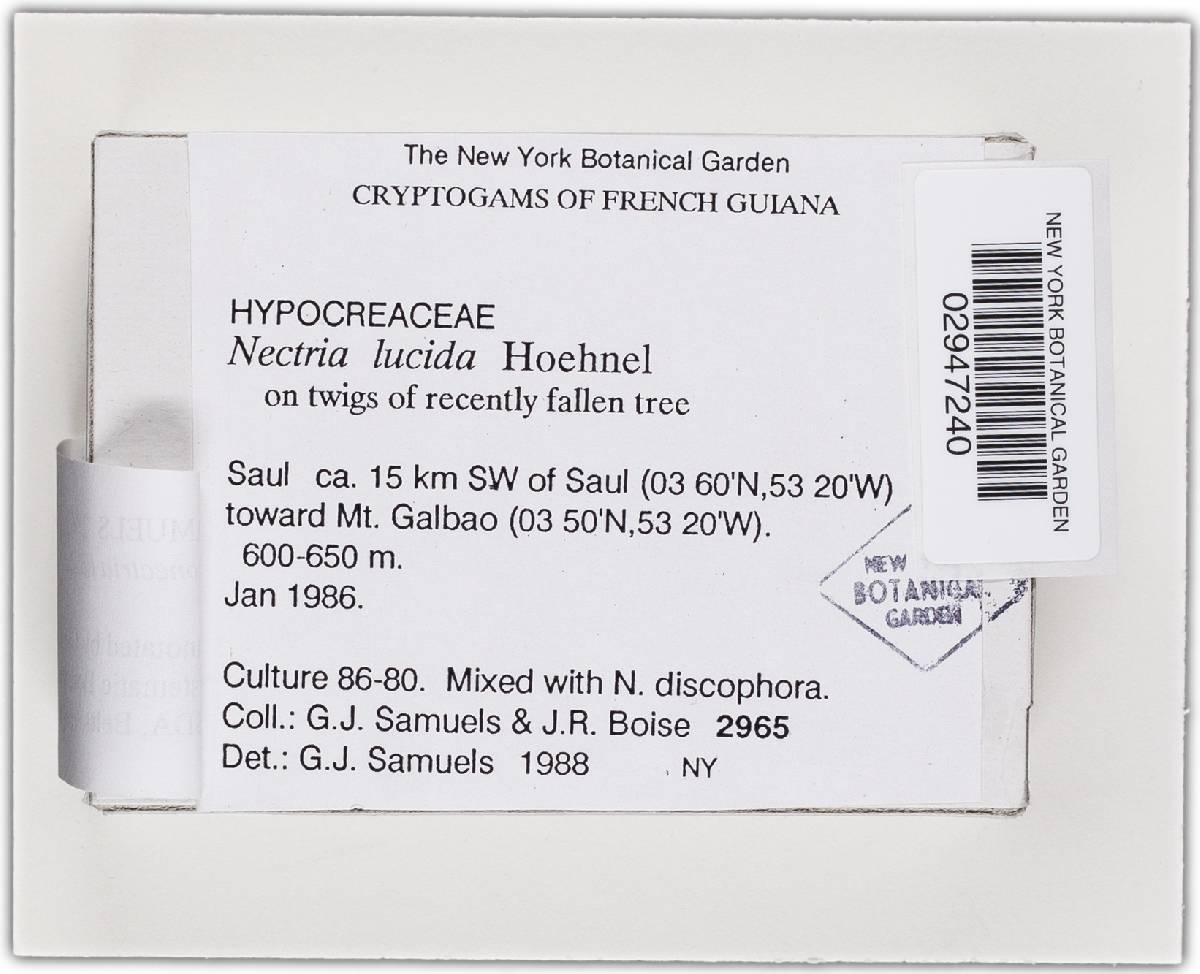 The New York Botanical Garden
CRYPTOGAMS OF FRENCH GUIANA
HYPOCREACEAE
Nectria lucida Hoehnel
on twigs of recently fallen tree
Saul ca. 15 km SW of Saul (03 60'N,53 20'W)
toward Mt. Galbao (03 50'N,53 20'W).
600-650 m.
Jan 1986.
Culture 86-80. Mixed with N. discophora.
Coll.: G.J. Samuels & J.R. Boise 2965
Det.: G.J. Samuels 1988 NY
NEW YORK BOTANICAL GARDEN
02947240
NEW
BOTANICAL
GARDEN